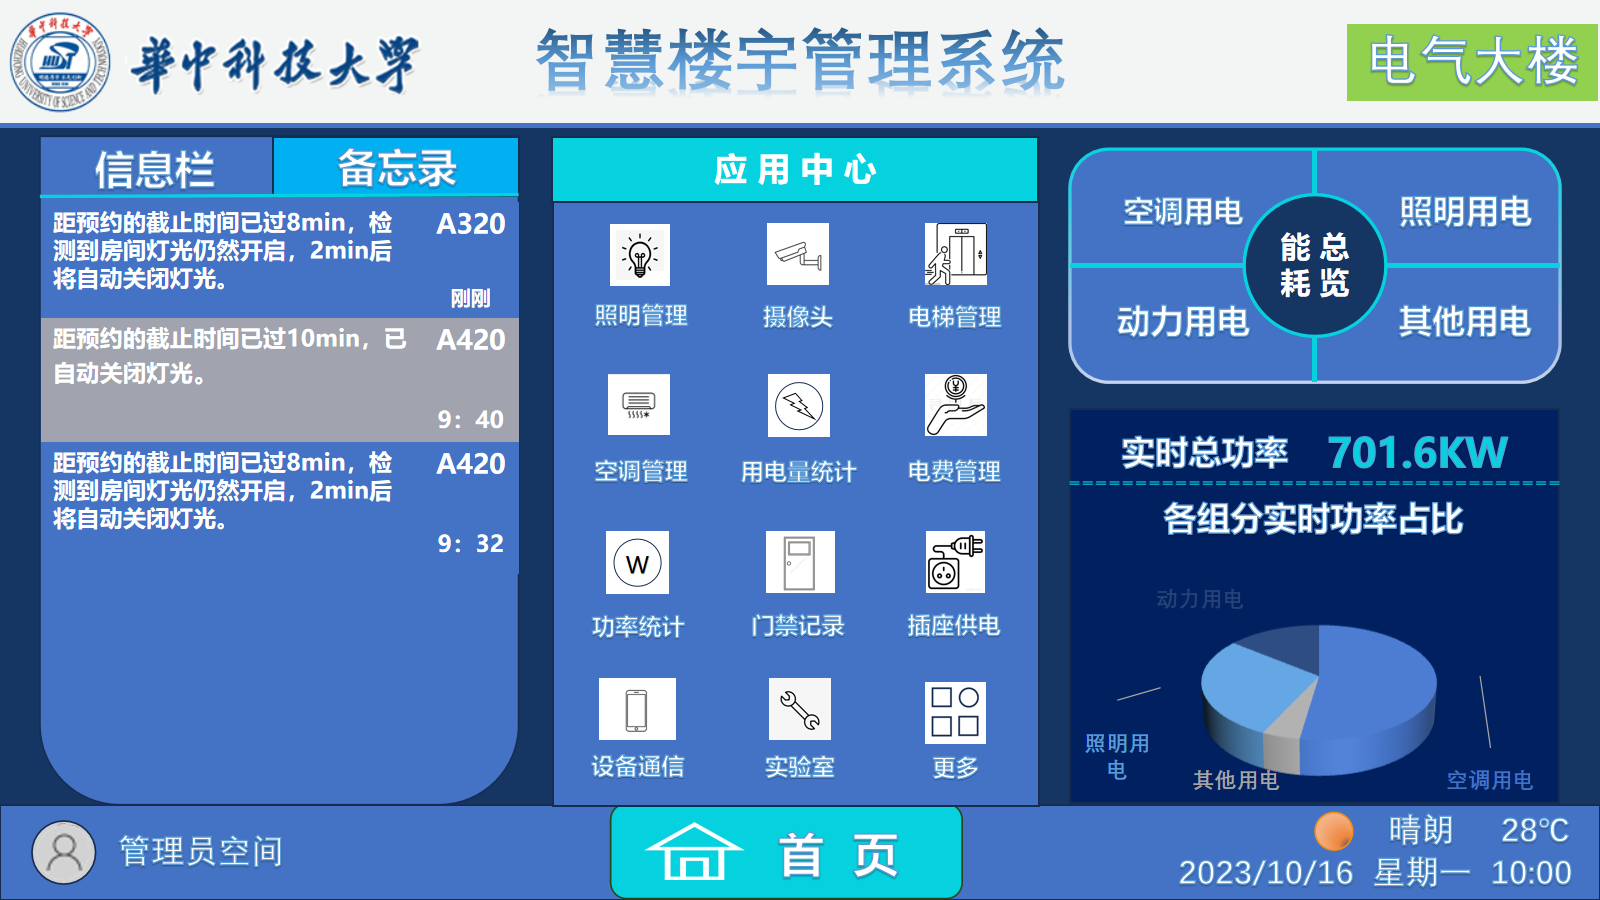 華中科技大學
智慧楼宇管理系统
电气大楼
信息栏
备忘录
距预约的截止时间已过8min，检
测到房间灯光仍然开启，2min后
将自动关闭灯光。
A320
刚刚
距预约的截止时间已过10min，已
自动关闭灯光。
A420
9：40
距预约的截止时间已过8min，检
测到房间灯光仍然开启，2min后
将自动关闭灯光。
A420
9：32
应用中心
照明管理
摄像头
电梯管理
空调管理
用电量统计
电费管理
W
功率统计
门禁记录
插座供电
设备通信
实验室
更多
空调用电
照明用电
能 总
耗 览
动力用电
其他用电
实时总功率 701.6KW
各组分实时功率占比
动力用电
照明用
电
其他用电
空调用电
管理员空间
首 页
晴朗 28℃
2023/10/16 星期一 10:00